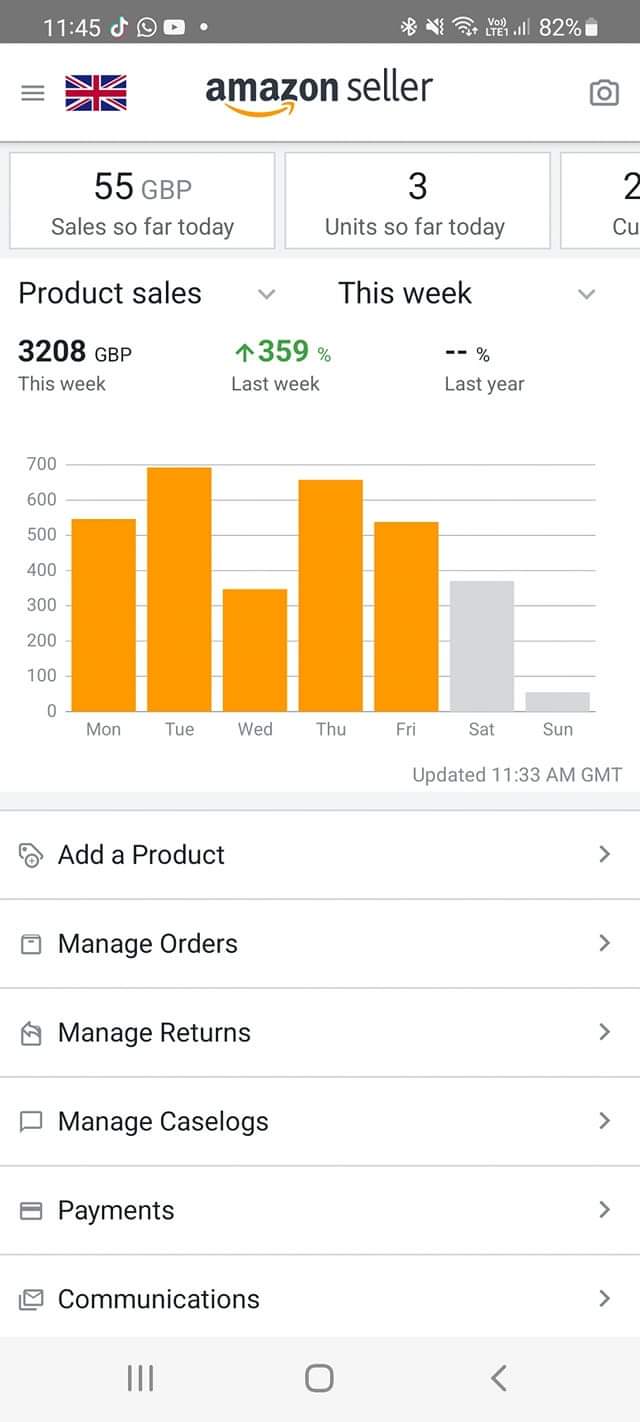 11:45 82%
Vo)) LTE1
amazon seller
55 GBP
Sales so far today
3
Units so far today
2
Cu
Product sales
This week
3208 GBP
This week
↑359 %
Last week
-- %
Last year
700
600
500
400
300
200
100
0
Mon Tue Wed Thu Fri Sat Sun
Updated 11:33 AM GMT
Add a Product
Manage Orders
Manage Returns
Manage Caselogs
Payments
Communications